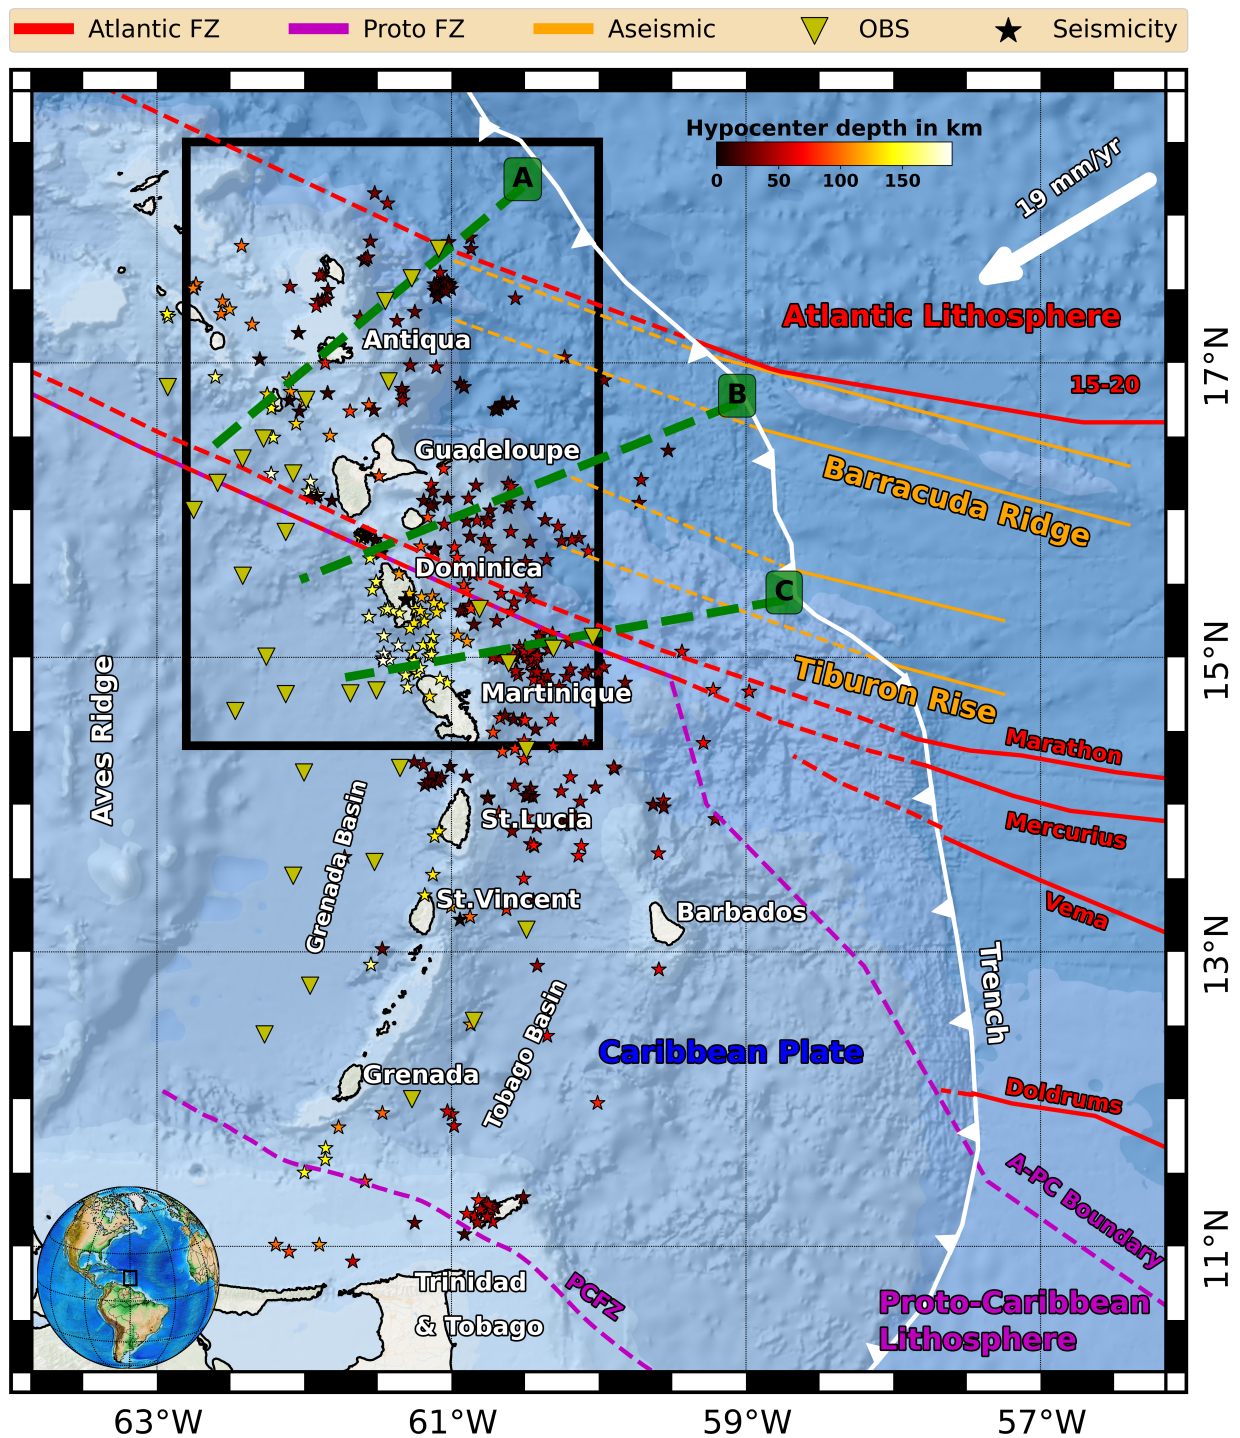 Atlantic FZ
Proto FZ
Aseismic
OBS
Seismicity
Hypocenter depth in km
0 50 100 150
19 mm/yr
A
Atlantic Lithosphere
Antiqua
15-20
17°N
B
Guadeloupe
Barracuda Ridge
Dominica
C
15°N
Martinique
Tiburon Rise
Aves Ridge
Marathon
Grenada Basin
St.Lucia
Mercurius
St.Vincent
Barbados
Vema
13°N
Trench
Tobago Basin
Caribbean Plate
Grenada
Doldrums
A-PC Boundary
11°N
Trinidad
& Tobago
PCFZ
Proto-Caribbean
Lithosphere
63°W 61°W 59°W 57°W